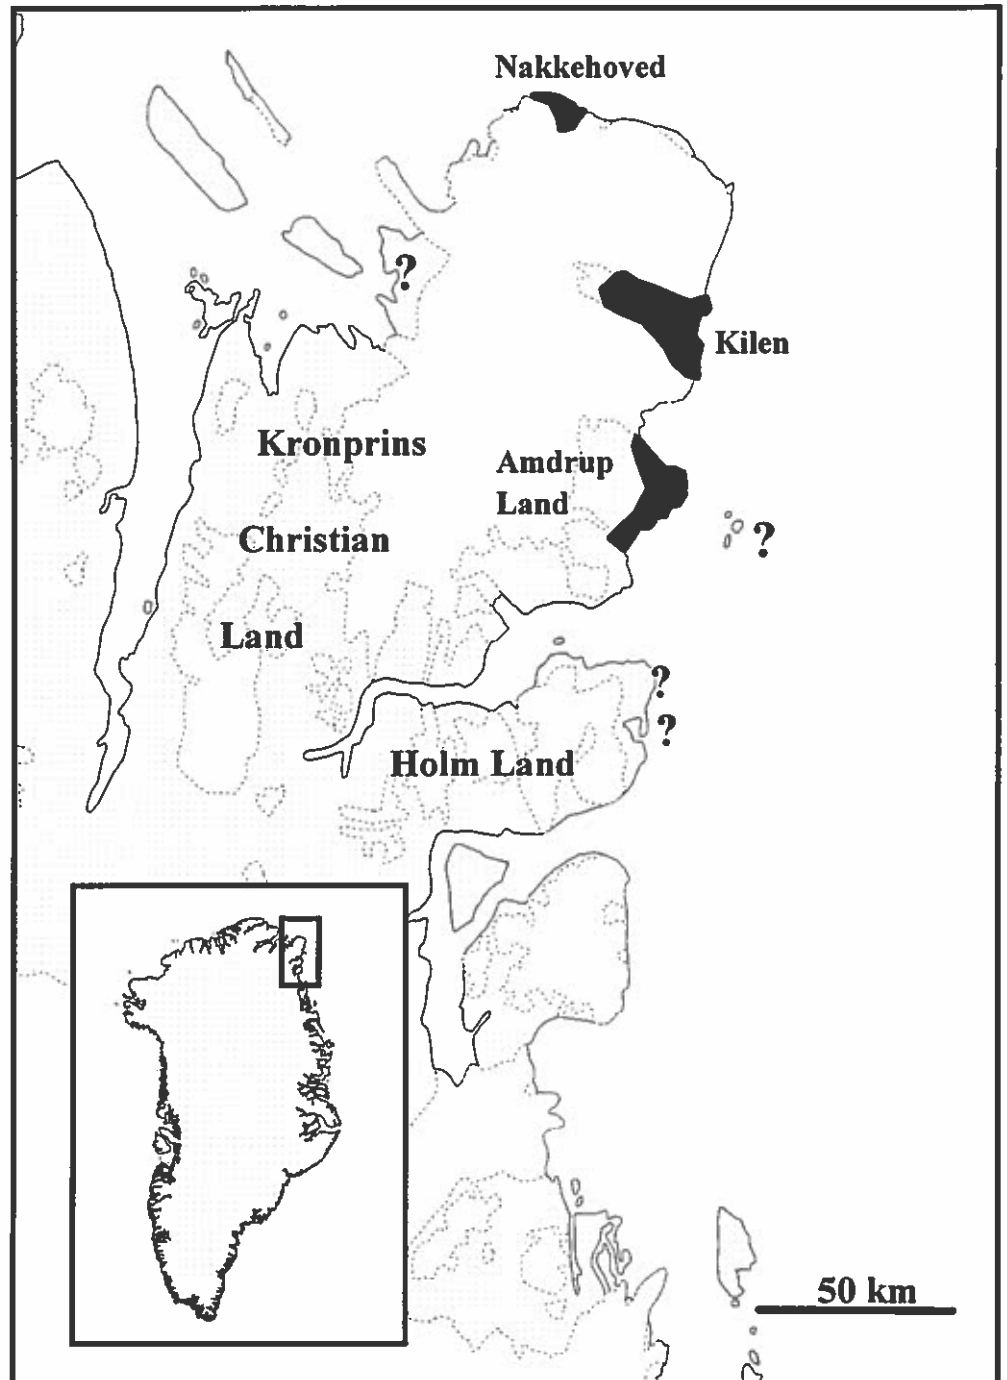 Nakkehoved
?
Kilen
Kronprins
Amdrup
Land
Christian
?
Land
?
?
Holm Land
50 km